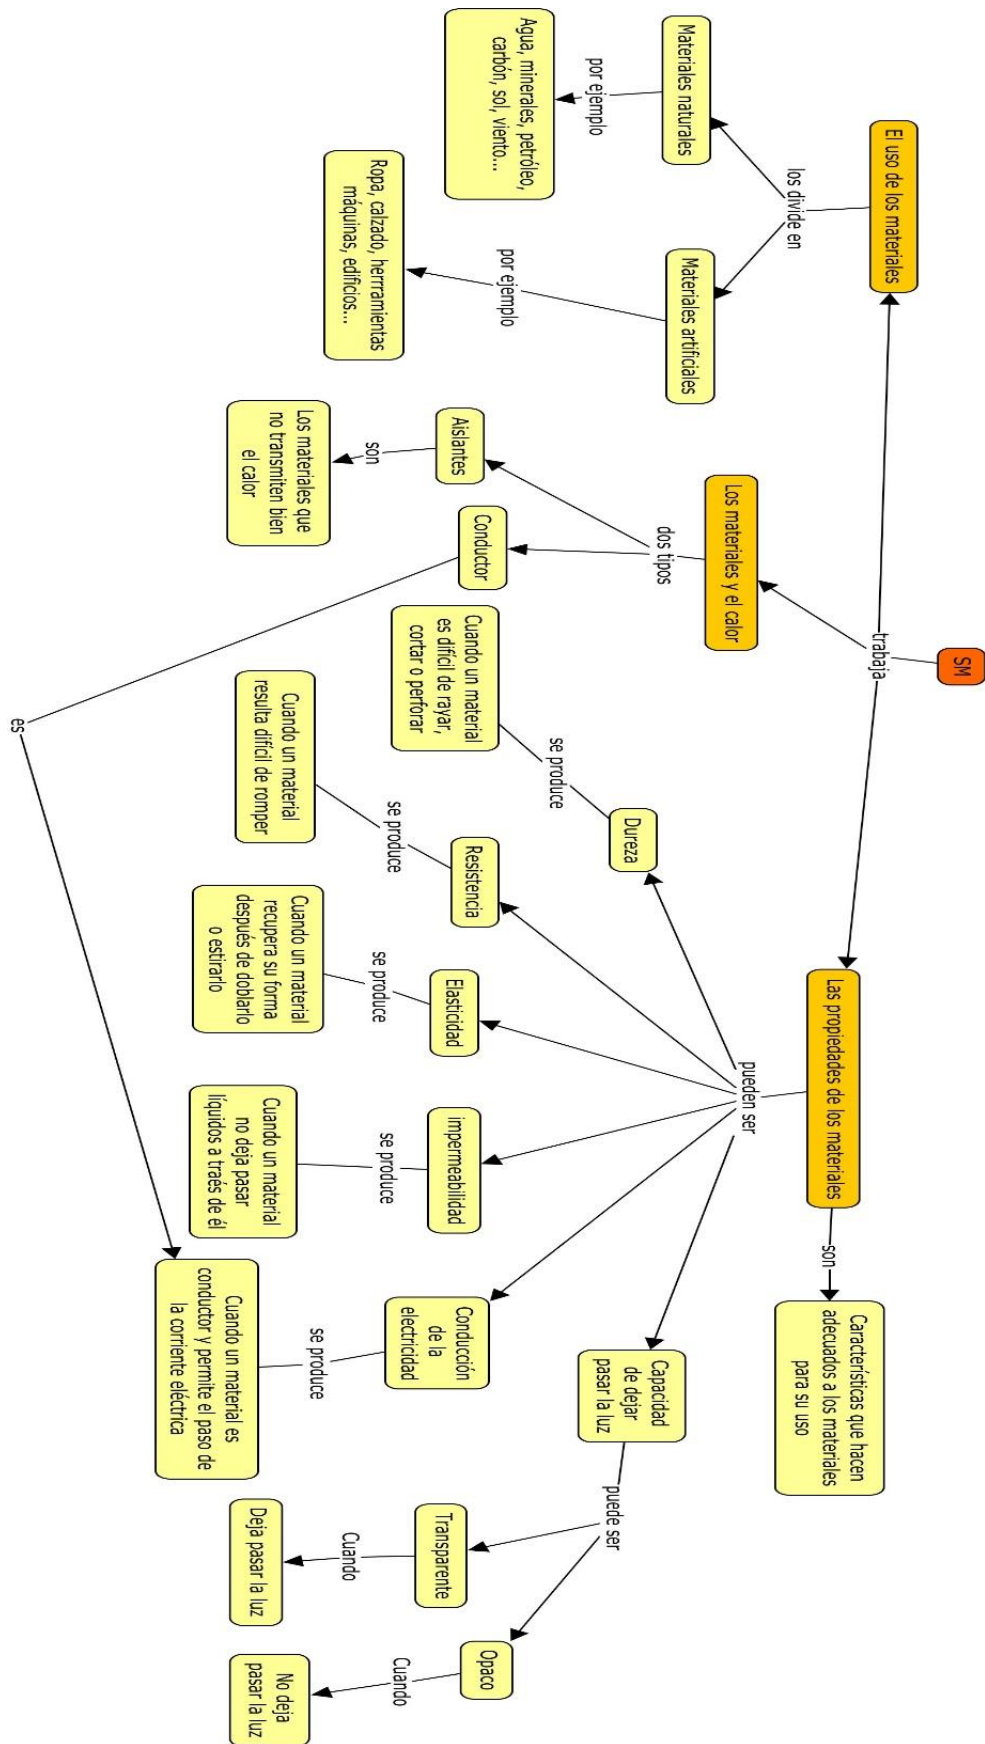 SM
trabaja
El uso de los materiales
los divide en
Materiales naturales
por ejemplo
Agua, minerales, petróleo,
carbón, sol, viento...
Materiales artificiales
por ejemplo
Ropa, calzado, herrramientas
máquinas, edificios...
Los materiales y el calor
dos tipos
Aislantes
son
Los materiales que
no transmiten bien
el calor
Conductor
es
Las propiedades de los materiales
son
Características que hacen
adecuados a los materiales
para su uso
pueden ser
Dureza
se produce
Cuando un material
es difícil de rayar,
cortar o perforar
Resistencia
se produce
Cuando un material
resulta difícil de romper
Elasticidad
se produce
Cuando un material
recupera su forma
después de doblarlo
o estirarlo
impermeabilidad
se produce
Cuando un material
no deja pasar
líquidos a traés de él
Conducción
de la
electricidad
se produce
Cuando un material es
conductor y permite el paso de
la corriente eléctrica
Capacidad
de dejar
pasar la luz
puede ser
Transparente
Cuando
Deja pasar la luz
Opaco
Cuando
No deja
pasar la luz